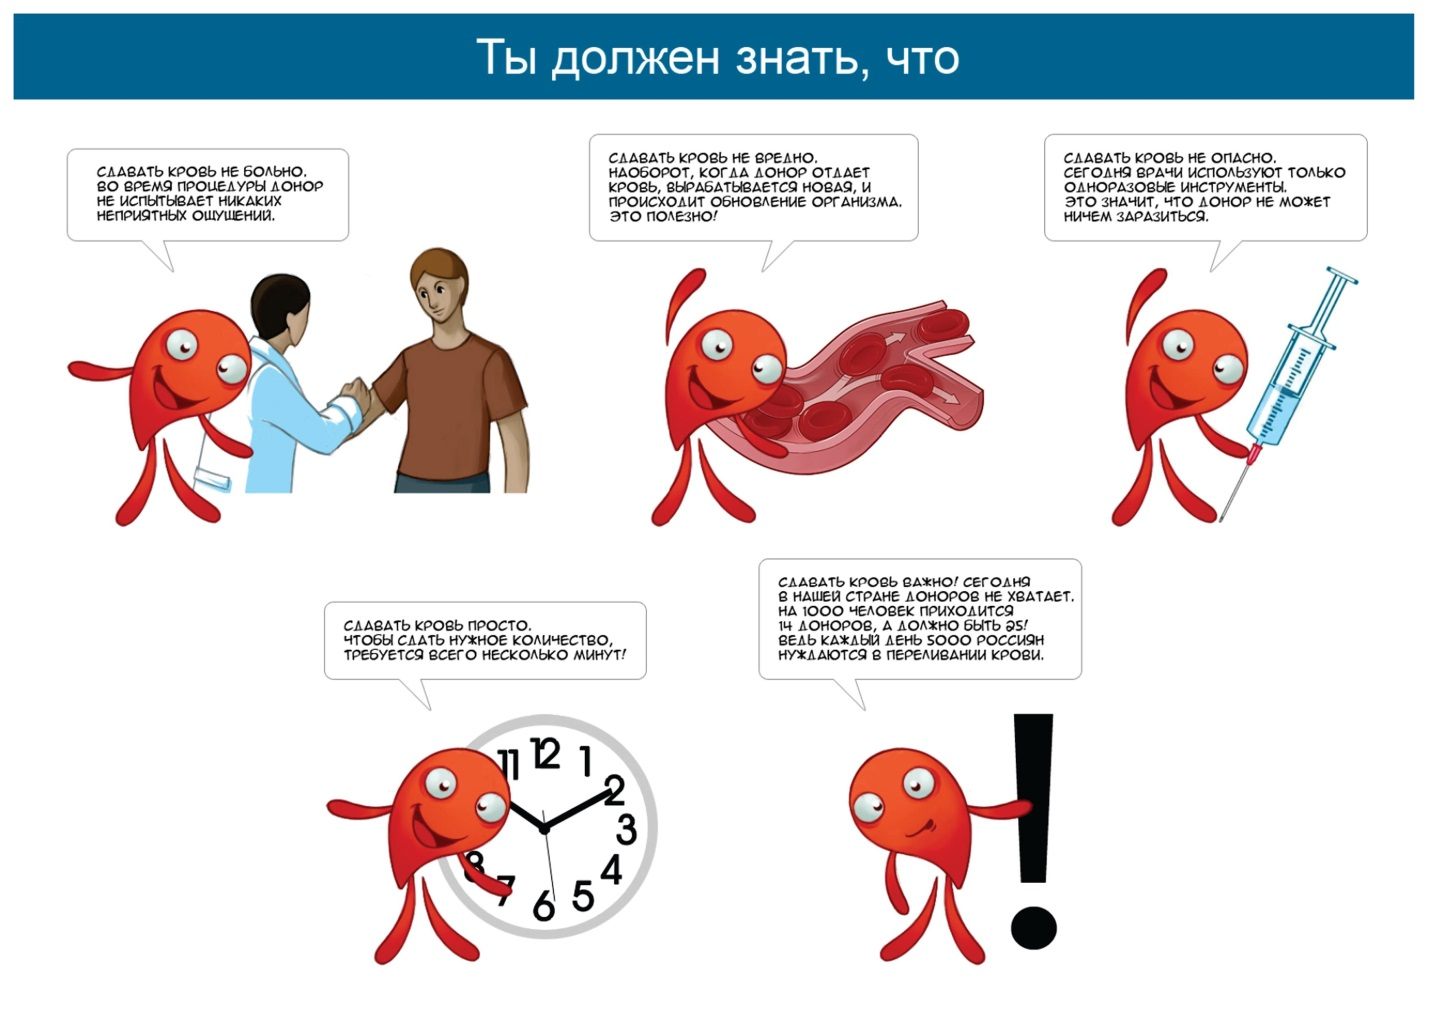 Ты должен знать, что
СДАВАТЬ КРОВЬ НЕ БОЛЬНО.
ВО ВРЕМЯ ПРОЦЕДУРЫ ДОНОР
НЕ ИСПЫТЫВАЕТ НИКАКИХ
НЕПРИЯТНЫХ ОЩУЩЕНИЙ.
СДАВАТЬ КРОВЬ НЕ ВРЕДНО.
НАОБОРОТ, КОГДА ДОНОР ОТДАЕТ
КРОВЬ, ВЫРАБАТЫВАЕТСЯ НОВАЯ, И
ПРОИСХОДИТ ОБНОВЛЕНИЕ ОРГАНИЗМА.
ЭТО ПОЛЕЗНО!
СДАВАТЬ КРОВЬ НЕ ОПАСНО.
СЕГОДНЯ ВРАЧИ ИСПОЛЬЗУЮТ ТОЛЬКО
ОДНОРАЗОВЫЕ ИНСТРУМЕНТЫ.
ЭТО ЗНАЧИТ, ЧТО ДОНОР НЕ МОЖЕТ
НИЧЕМ ЗАРАЗИТЬСЯ.
СДАВАТЬ КРОВЬ ПРОСТО.
ЧТОБЫ СДАТЬ НУЖНОЕ КОЛИЧЕСТВО,
ТРЕБУЕТСЯ ВСЕГО НЕСКОЛЬКО МИНУТ!
11 12 1
2
3
4
5
6
7
8
СДАВАТЬ КРОВЬ ВАЖНО! СЕГОДНЯ
В НАШЕЙ СТРАНЕ ДОНОРОВ НЕ ХВАТАЕТ.
НА 1000 ЧЕЛОВЕК ПРИХОДИТСЯ
14 ДОНОРОВ, А ДОЛЖНО БЫТЬ 25!
ВЕДЬ КАЖДЫЙ ДЕНЬ 5000 РОССИЯН
НУЖДАЮТСЯ В ПЕРЕЛИВАНИИ КРОВИ.
!